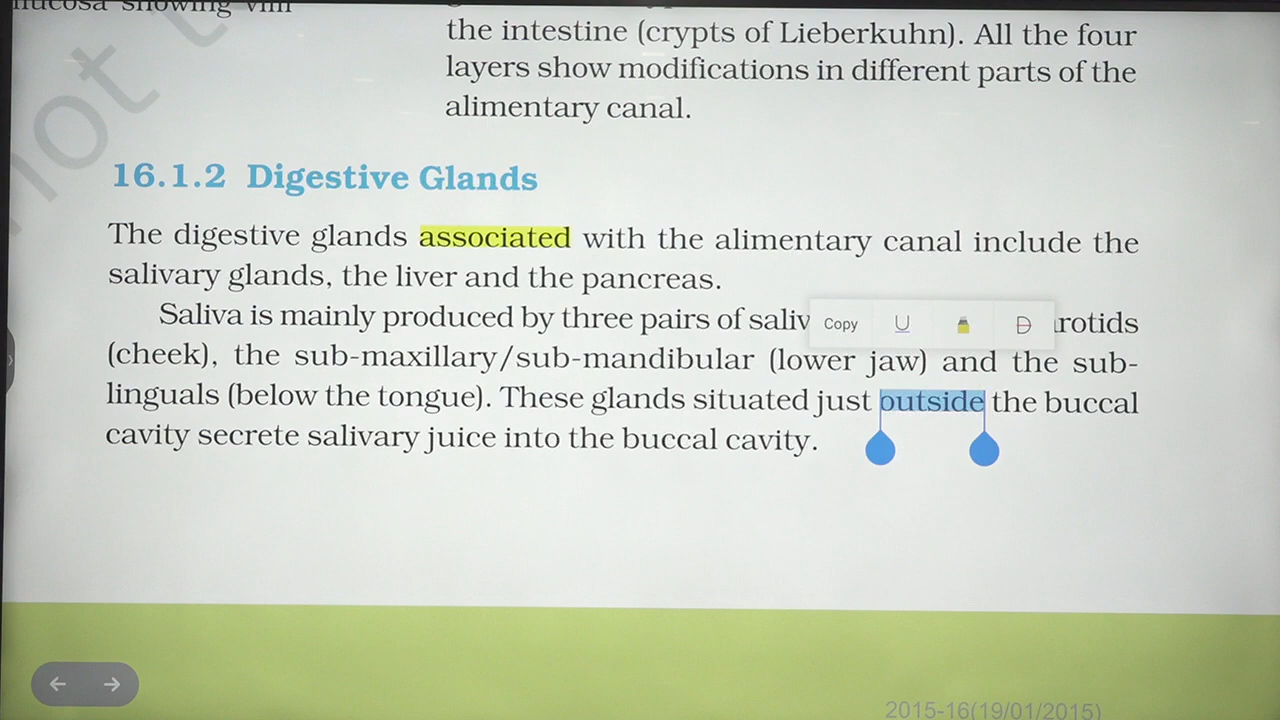 mucosa showing villi
the intestine (crypts of Lieberkuhn). All the four
layers show modifications in different parts of the
alimentary canal.
not t
16.1.2 Digestive Glands
The digestive glands associated with the alimentary canal include the
salivary glands, the liver and the pancreas.
Saliva is mainly produced by three pairs of saliv
Copy
rotids
(cheek), the sub-maxillary/sub-mandibular (lower jaw) and the sub-
linguals (below the tongue). These glands situated just outside the buccal
cavity secrete salivary juice into the buccal cavity.
2015-16(19/01/2015)